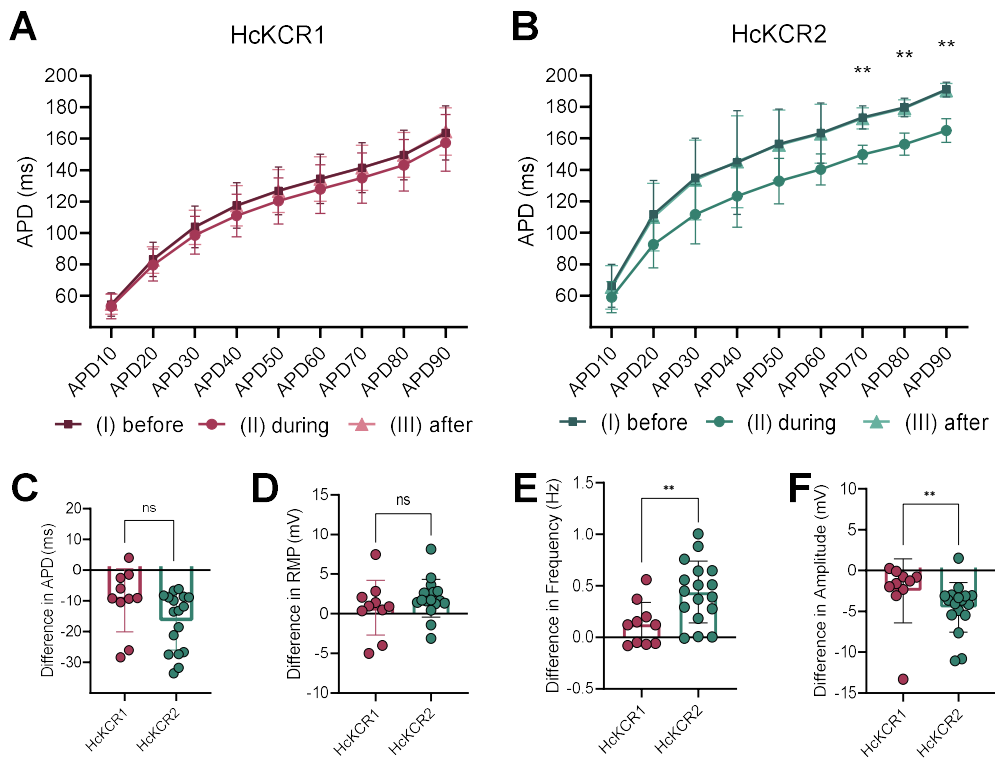 A
HcKCR1
B
HcKCR2
**
**
**
APD (ms)
200
180
160
140
120
100
80
60
APD10
APD20
APD30
APD40
APD50
APD60
APD70
APD80
APD90
APD (ms)
200
180
160
140
120
100
80
60
APD10
APD20
APD30
APD40
APD50
APD60
APD70
APD80
APD90
(I) before
(II) during
(III) after
(I) before
(II) during
(III) after
C
Difference in APD (ms)
20
10
0
-10
-20
-30
ns
HcKCR1
HcKCR2
D
Difference in RMP (mV)
15
10
5
0
-5
-10
ns
HcKCR1
HcKCR2
E
Difference in Frequency (Hz)
1.5
1.0
0.5
0.0
-0.5
**
HcKCR1
HcKCR2
F
Difference in Amplitude (mV)
10
5
0
-5
-10
-15
**
HcKCR1
HcKCR2